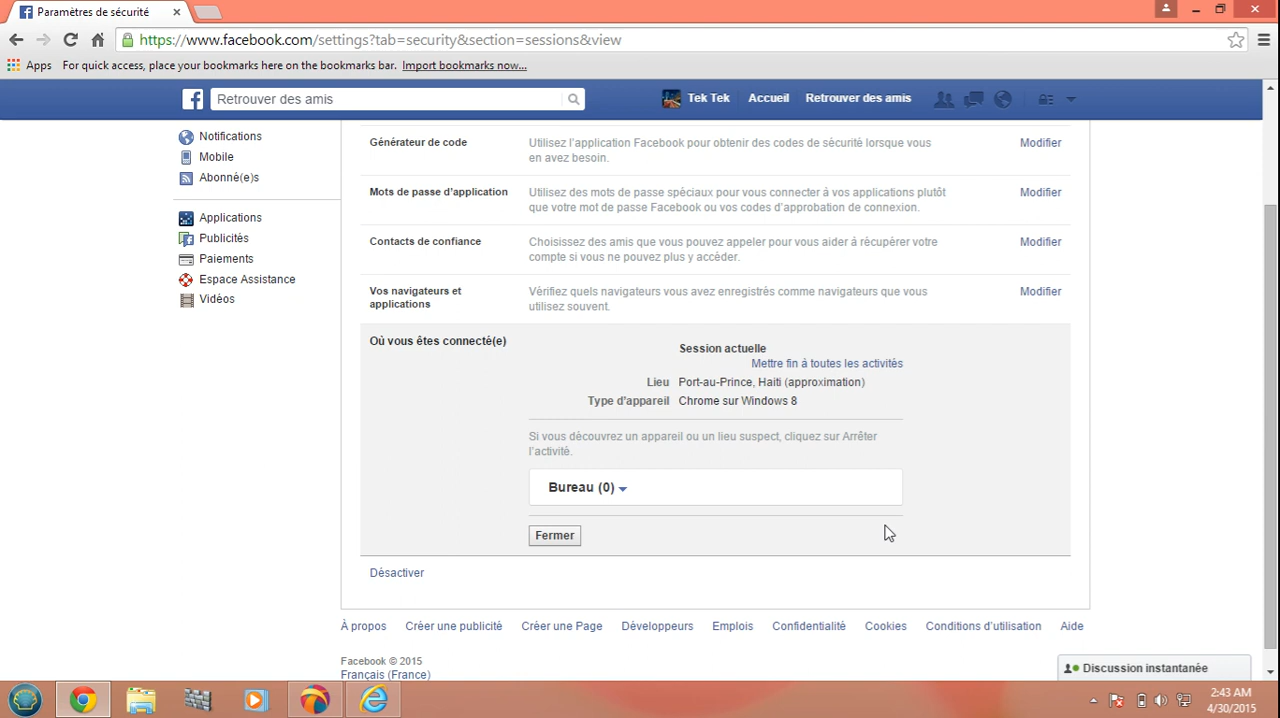 Paramètres de sécurité
https://www.facebook.com/settings?tab=security&section=sessions&view
Apps For quick access, place your bookmarks here on the bookmarks bar. Import bookmarks now...
Retrouver des amis
Tek Tek Accueil Retrouver des amis
Notifications
Mobile
Abonné(e)s
Applications
Publicités
Paiements
Espace Assistance
Vidéos
Générateur de code
Utilisez l'application Facebook pour obtenir des codes de sécurité lorsque vous
en avez besoin.
Modifier
Mots de passe d'application
Utilisez des mots de passe spéciaux pour vous connecter à vos applications plutôt
que votre mot de passe Facebook ou vos codes d'approbation de connexion.
Modifier
Contacts de confiance
Choisissez des amis que vous pouvez appeler pour vous aider à récupérer votre
compte si vous ne pouvez plus y accéder.
Modifier
Vos navigateurs et
applications
Vérifiez quels navigateurs vous avez enregistrés comme navigateurs que vous
utilisez souvent.
Modifier
Où vous êtes connecté(e)
Session actuelle
Mettre fin à toutes les activités
Lieu Port-au-Prince, Haiti (approximation)
Type d'appareil Chrome sur Windows 8
Si vous découvrez un appareil ou un lieu suspect, cliquez sur Arrêter
l'activité.
Bureau (0)
Fermer
Désactiver
À propos Créer une publicité Créer une Page Développeurs Emplois Confidentialité Cookies Conditions d'utilisation Aide
Facebook © 2015
Français (France)
Discussion instantanée
2:43 AM
4/30/2015